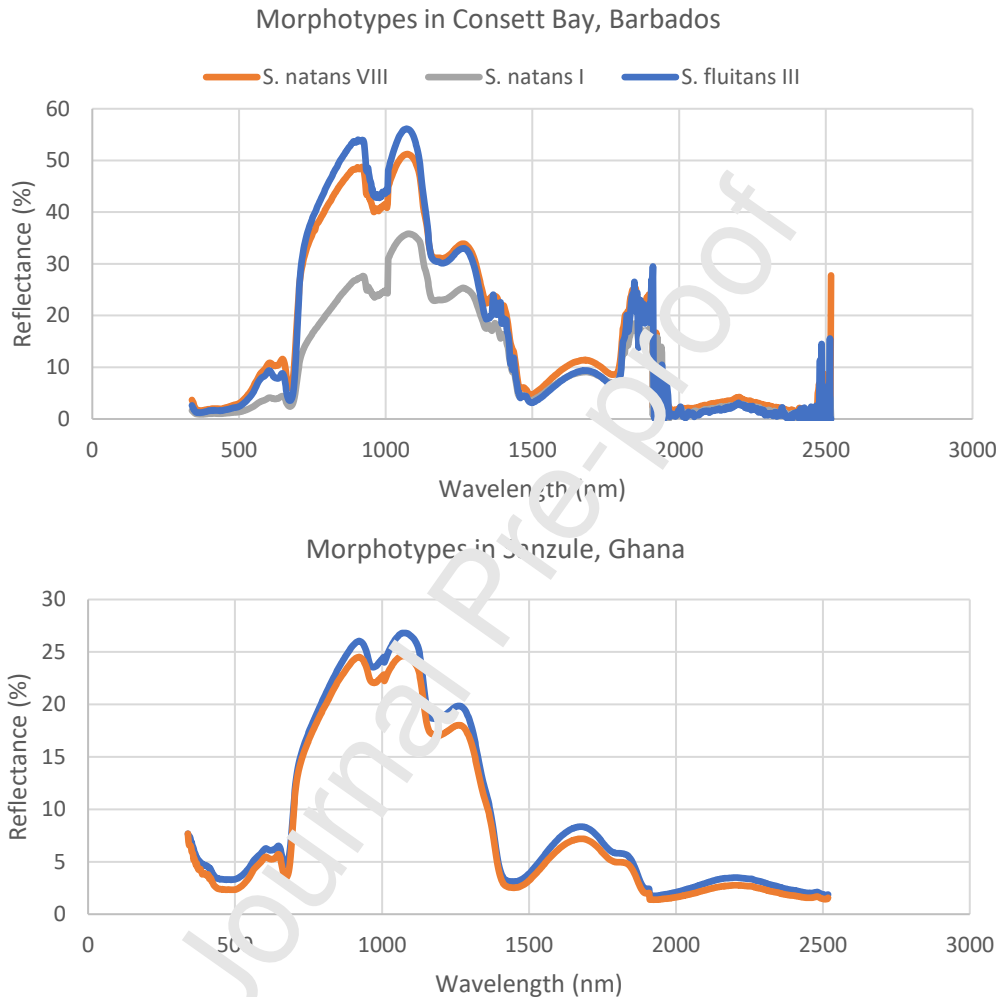 Morphotypes in Consett Bay, Barbados
S. natans VIII S. natans I S. fluitans III
60
50
40
30
20
10
0
Reflectance (%)
0 500 1000 1500 2000 2500 3000
Wavelength (nm)
Morphotypes in Sanzule, Ghana
30
25
20
15
10
5
0
Reflectance (%)
0 500 1000 1500 2000 2500 3000
Wavelength (nm)
Journal Pre-proof